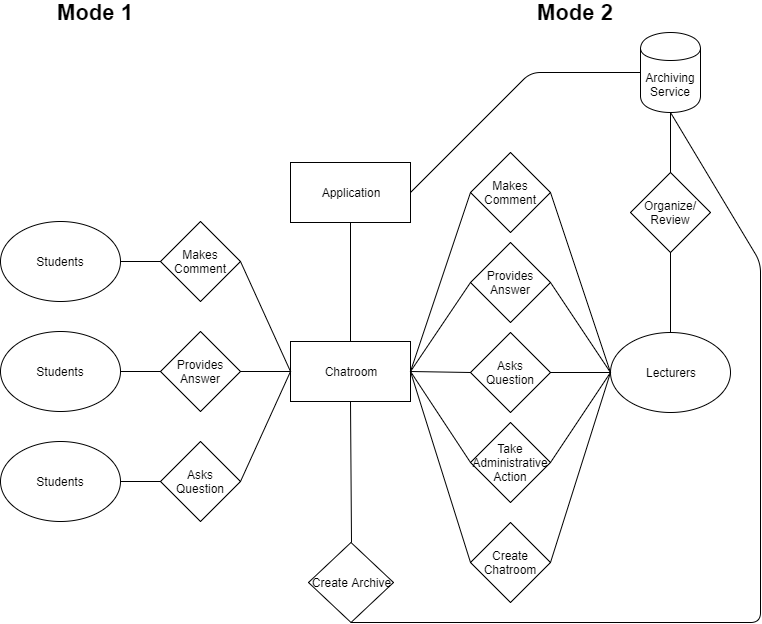 Mode 1
Mode 2
Archiving
Service
Application
Makes
Comment
Organize/
Review
Students
Makes
Comment
Provides
Answer
Students
Provides
Answer
Chatroom
Asks
Question
Lecturers
Students
Asks
Question
Take
Administrative
Action
Create
Chatroom
Create Archive